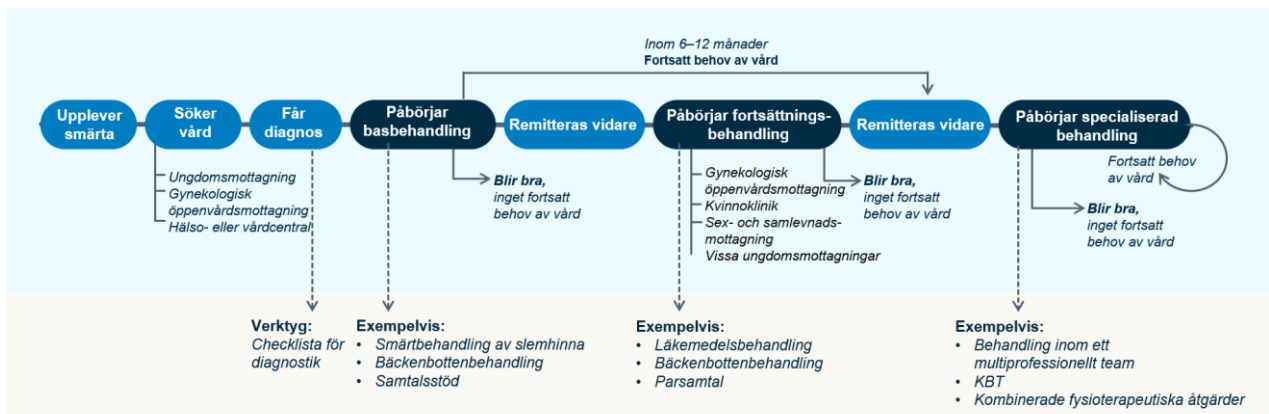 Inom 6–12 månader
Fortsatt behov av vård
Upplever
smärta
Söker
vård
Får
diagnos
Påbörjar
basbehandling
Remitteras vidare
Påbörjar fortsättnings-
behandling
Remitteras vidare
Påbörjar specialiserad
behandling
Ungdomsmottagning
Gynekologisk
öppenvårdsmottagning
Hälso- eller vårdcentral
Blir bra,
inget fortsatt
behov av vård
Gynekologisk
öppenvårdsmottagning
Kvinnoklinik
Sex- och samlevnads-
mottagning
Vissa ungdomsmottagningar
Blir bra,
inget fortsatt
behov av vård
Fortsatt behov
av vård
Blir bra,
inget fortsatt
behov av vård
Verktyg:
Checklista för
diagnostik
Exempelvis:
• Smärtbehandling av slemhinna
• Bäckenbottenbehandling
• Samtalsstöd
Exempelvis:
• Läkemedelsbehandling
• Bäckenbottenbehandling
• Parsamtal
Exempelvis:
• Behandling inom ett
multiprofessionellt team
• KBT
• Kombinerade fysioterapeutiska åtgärder